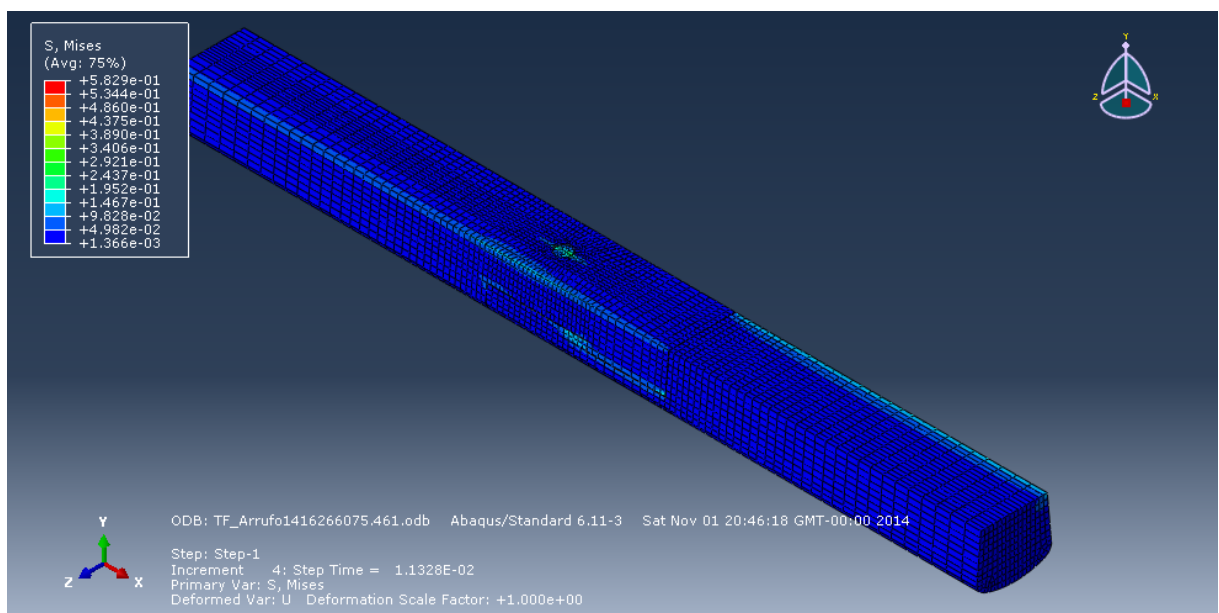 S, Mises
(Avg: 75%)
+5.829e-01
+5.344e-01
+4.860e-01
+4.375e-01
+3.890e-01
+3.406e-01
+2.921e-01
+2.437e-01
+1.952e-01
+1.467e-01
+9.828e-02
+4.982e-02
+1.366e-03
Y
Z
X
Y
Z
X
ODB: TF_Arrufo1416266075.461.odb Abaqus/Standard 6.11-3 Sat Nov 01 20:46:18 GMT-00:00 2014
Step: Step-1
Increment 4: Step Time = 1.1328E-02
Primary Var: S, Mises
Deformed Var: U Deformation Scale Factor: +1.000e+00